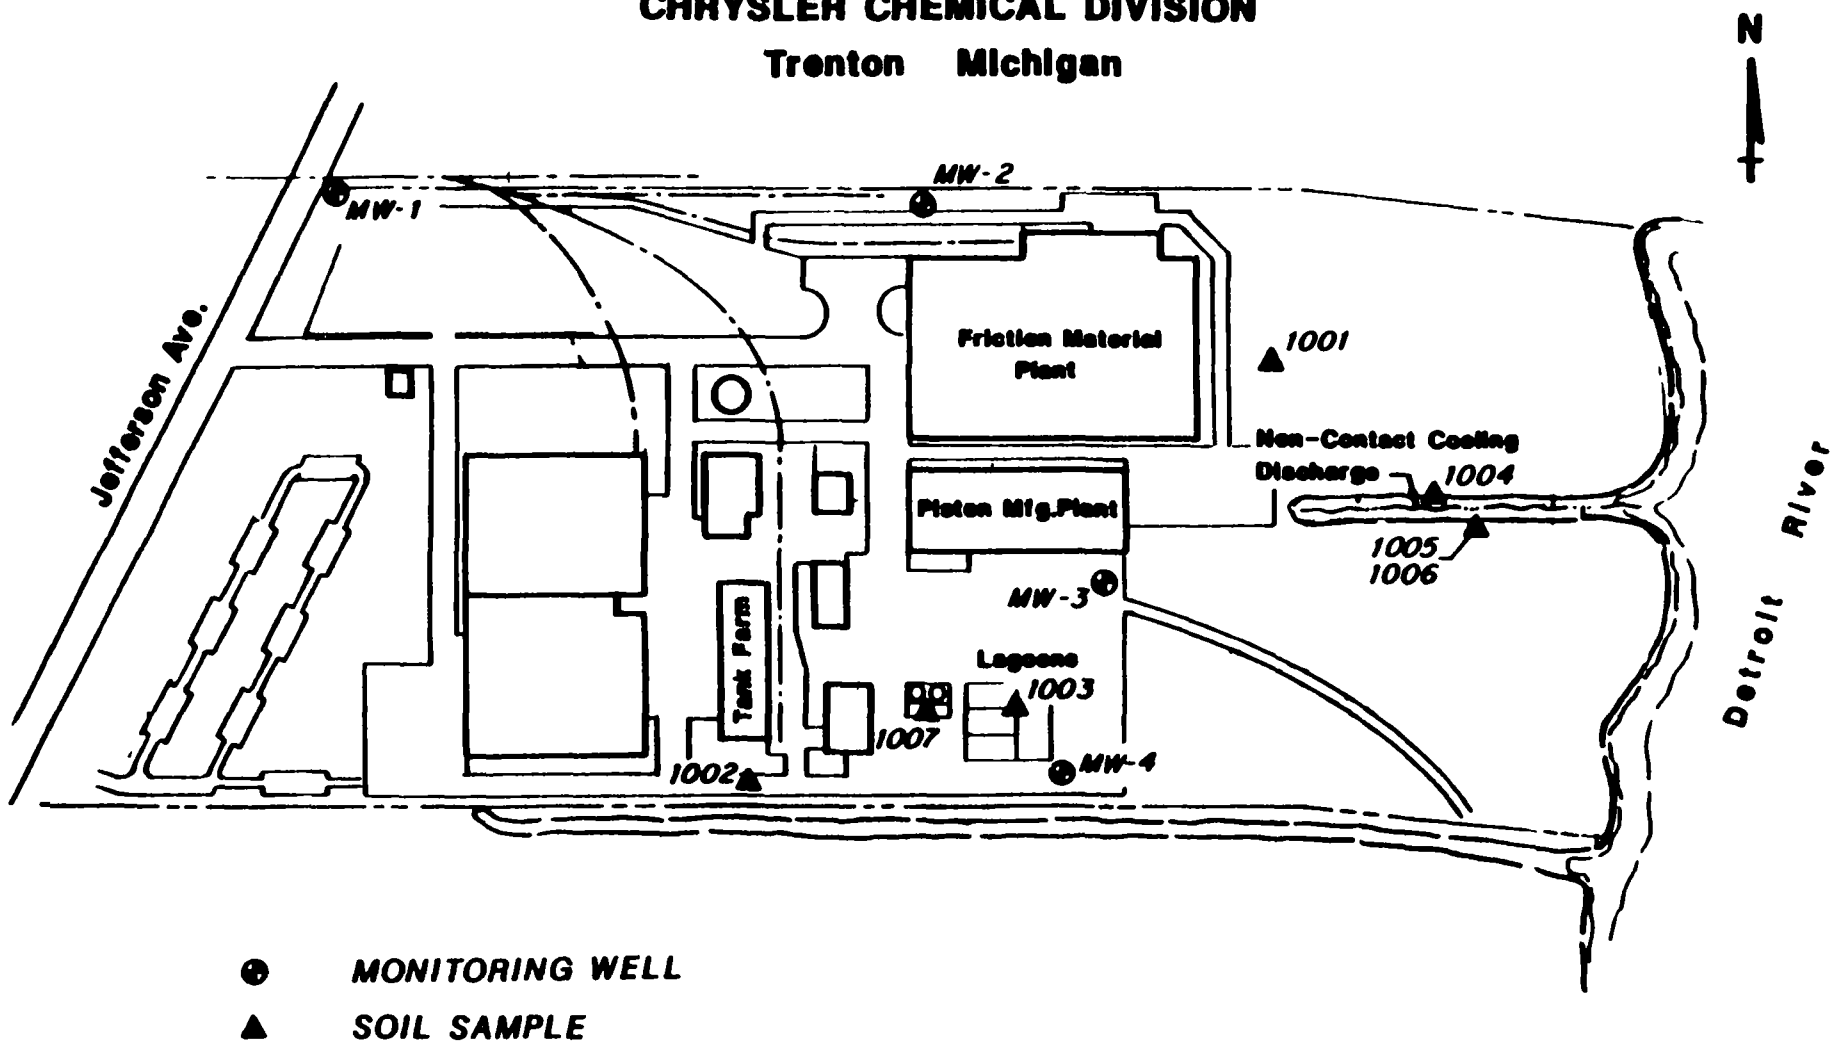 CHRYSLER CHEMICAL DIVISION
Trenton Michigan
N
MW-2
MW-1
Jefferson Ave.
Friction Material
Plant
1001
Non-Contact Cooling
Discharge
1004
Piston Mfg. Plant
1005
1006
MW-3
Detroit River
Tank Farm
Lagoons
1003
1007
1002
MW-4
MONITORING WELL
SOIL SAMPLE